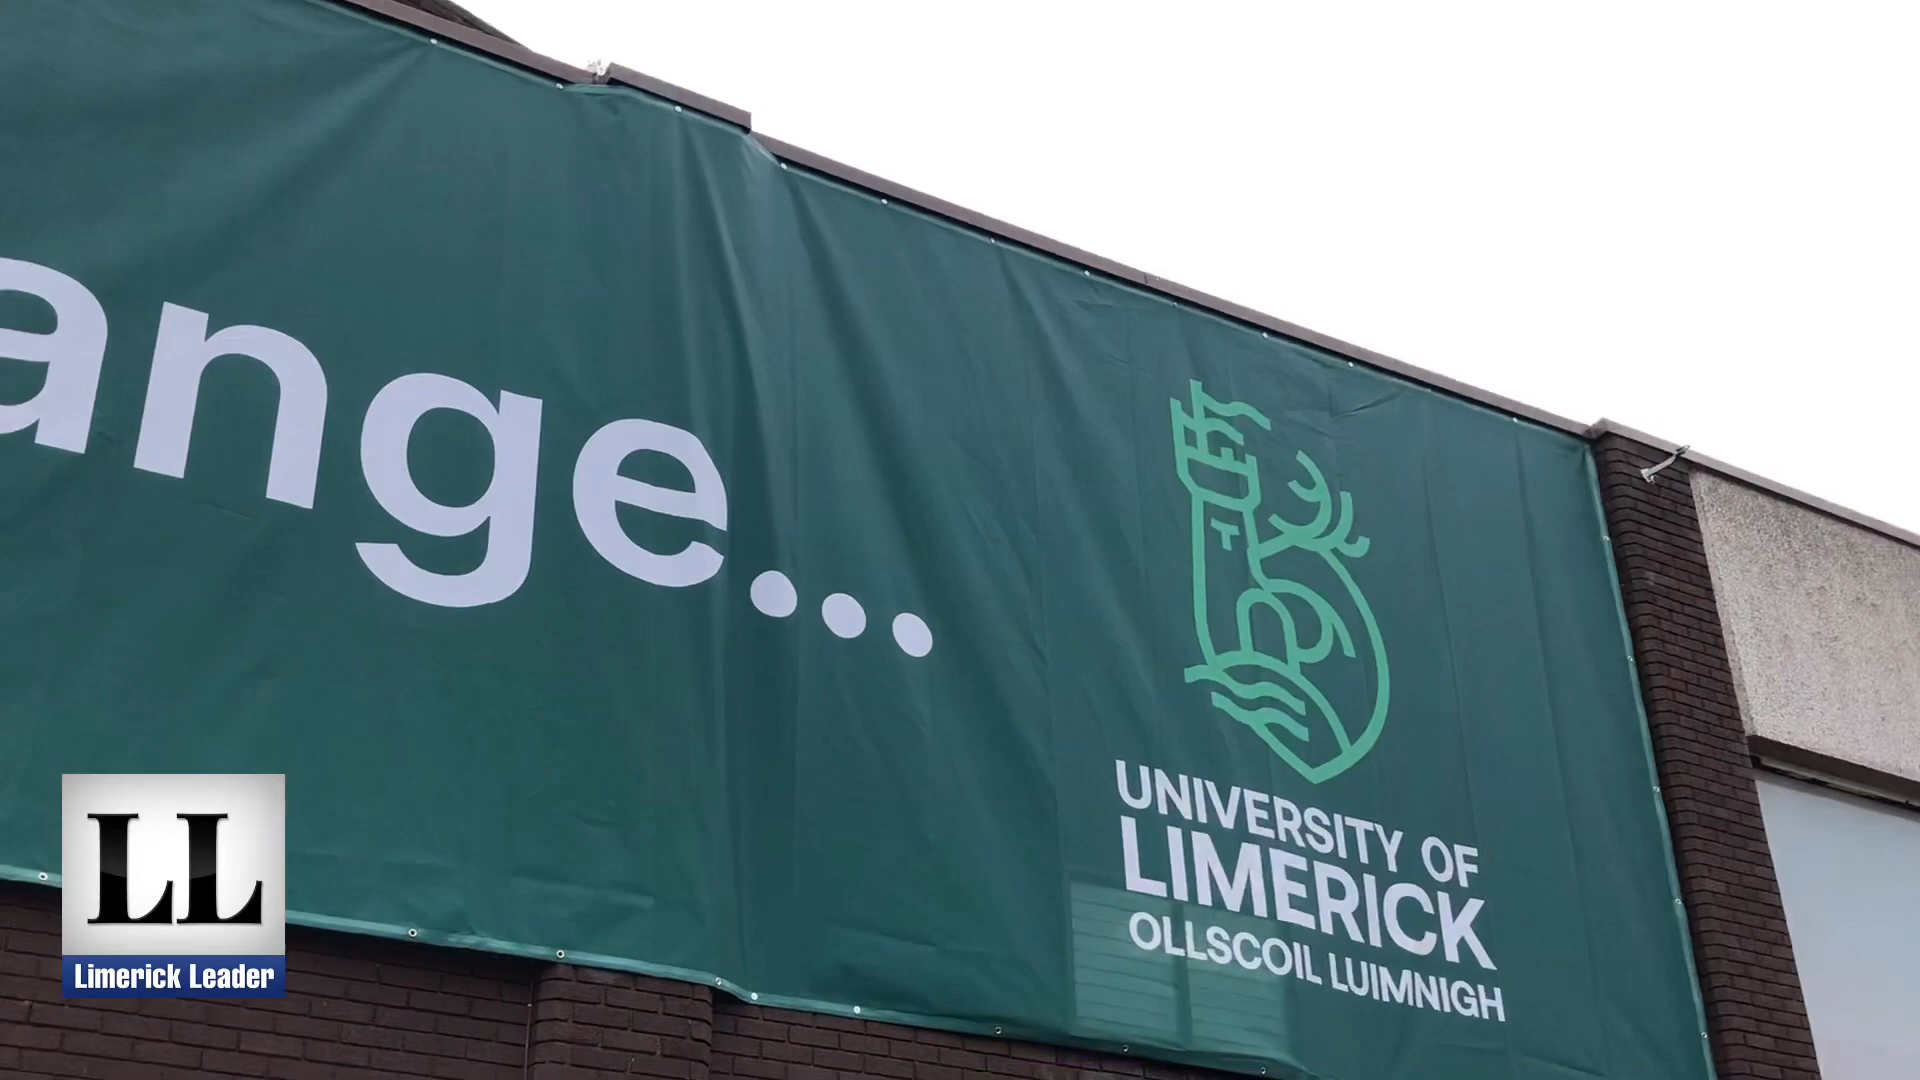 ange...
UNIVERSITY OF
LIMERICK
OLLSCOIL LUIMNIGH
LL
Limerick Leader